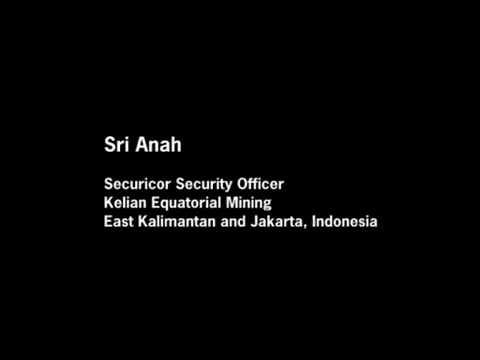 Sri Anah
Securicor Security Officer
Kelian Equatorial Mining
East Kalimantan and Jakarta, Indonesia